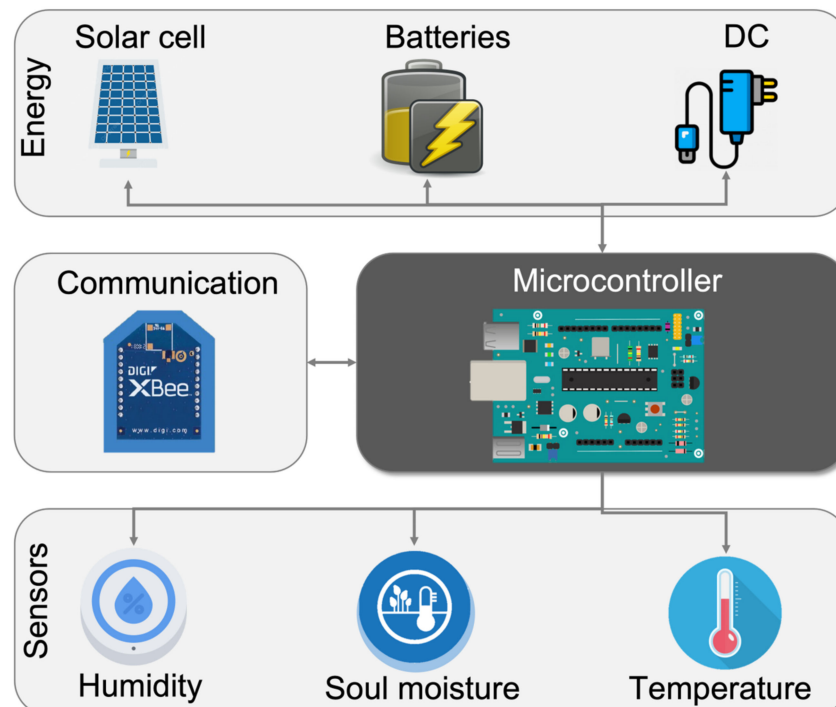 Solar cell
Batteries
DC
Energy
Communication
Microcontroller
DIGI
XBee
www.digi.com
Sensors
Humidity
Soul moisture
Temperature